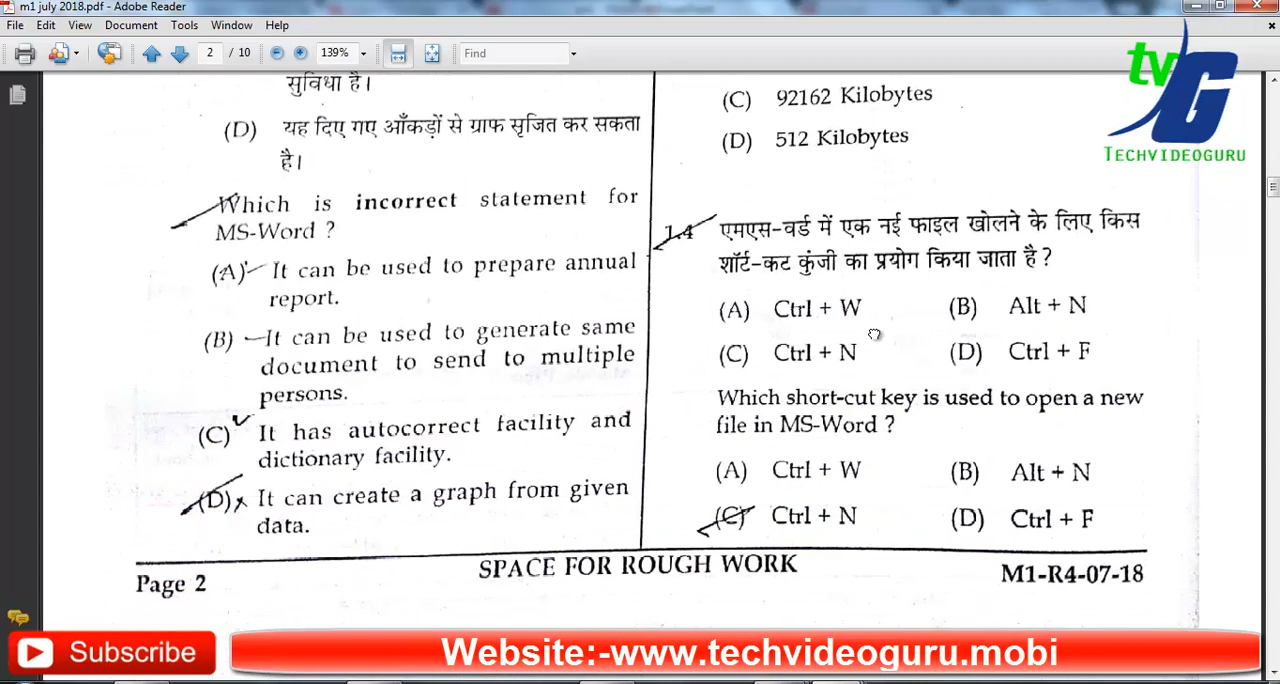 m1 july 2018.pdf - Adobe Reader
File Edit View Document Tools Window Help
2 / 10 139% Find
tvG
TECHVIDEOGURU
सुविधा है।
(D) यह दिए गए आँकड़ों से ग्राफ सृजित कर सकता
है।
Which is incorrect statement for
MS-Word ?
(A) It can be used to prepare annual
report.
(B) It can be used to generate same
document to send to multiple
persons.
(C) It has autocorrect facility and
dictionary facility.
(D) It can create a graph from given
data.
(C) 92162 Kilobytes
(D) 512 Kilobytes
1.4 एमएस-वर्ड में एक नई फाइल खोलने के लिए किस
शॉर्ट-कट कुंजी का प्रयोग किया जाता है ?
(A) Ctrl + W (B) Alt + N
(C) Ctrl + N (D) Ctrl + F
Which short-cut key is used to open a new
file in MS-Word ?
(A) Ctrl + W (B) Alt + N
(C) Ctrl + N (D) Ctrl + F
Page 2 SPACE FOR ROUGH WORK M1-R4-07-18
Subscribe Website:-www.techvideoguru.mobi